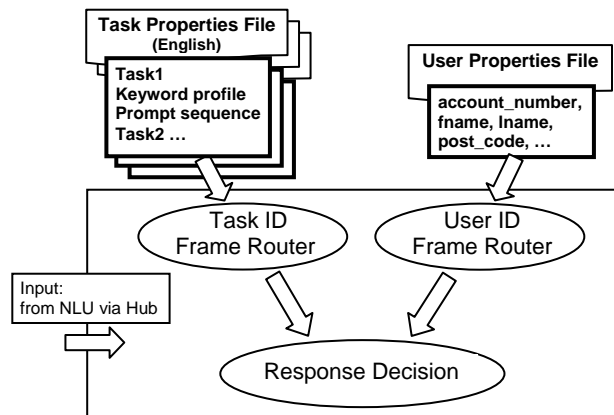 Task Properties File
(English)
Task1
Keyword profile
Prompt sequence
Task2 …
User Properties File
account_number,
fname, lname,
post_code, …
Task ID
Frame Router
User ID
Frame Router
Input:
from NLU via Hub
Response Decision